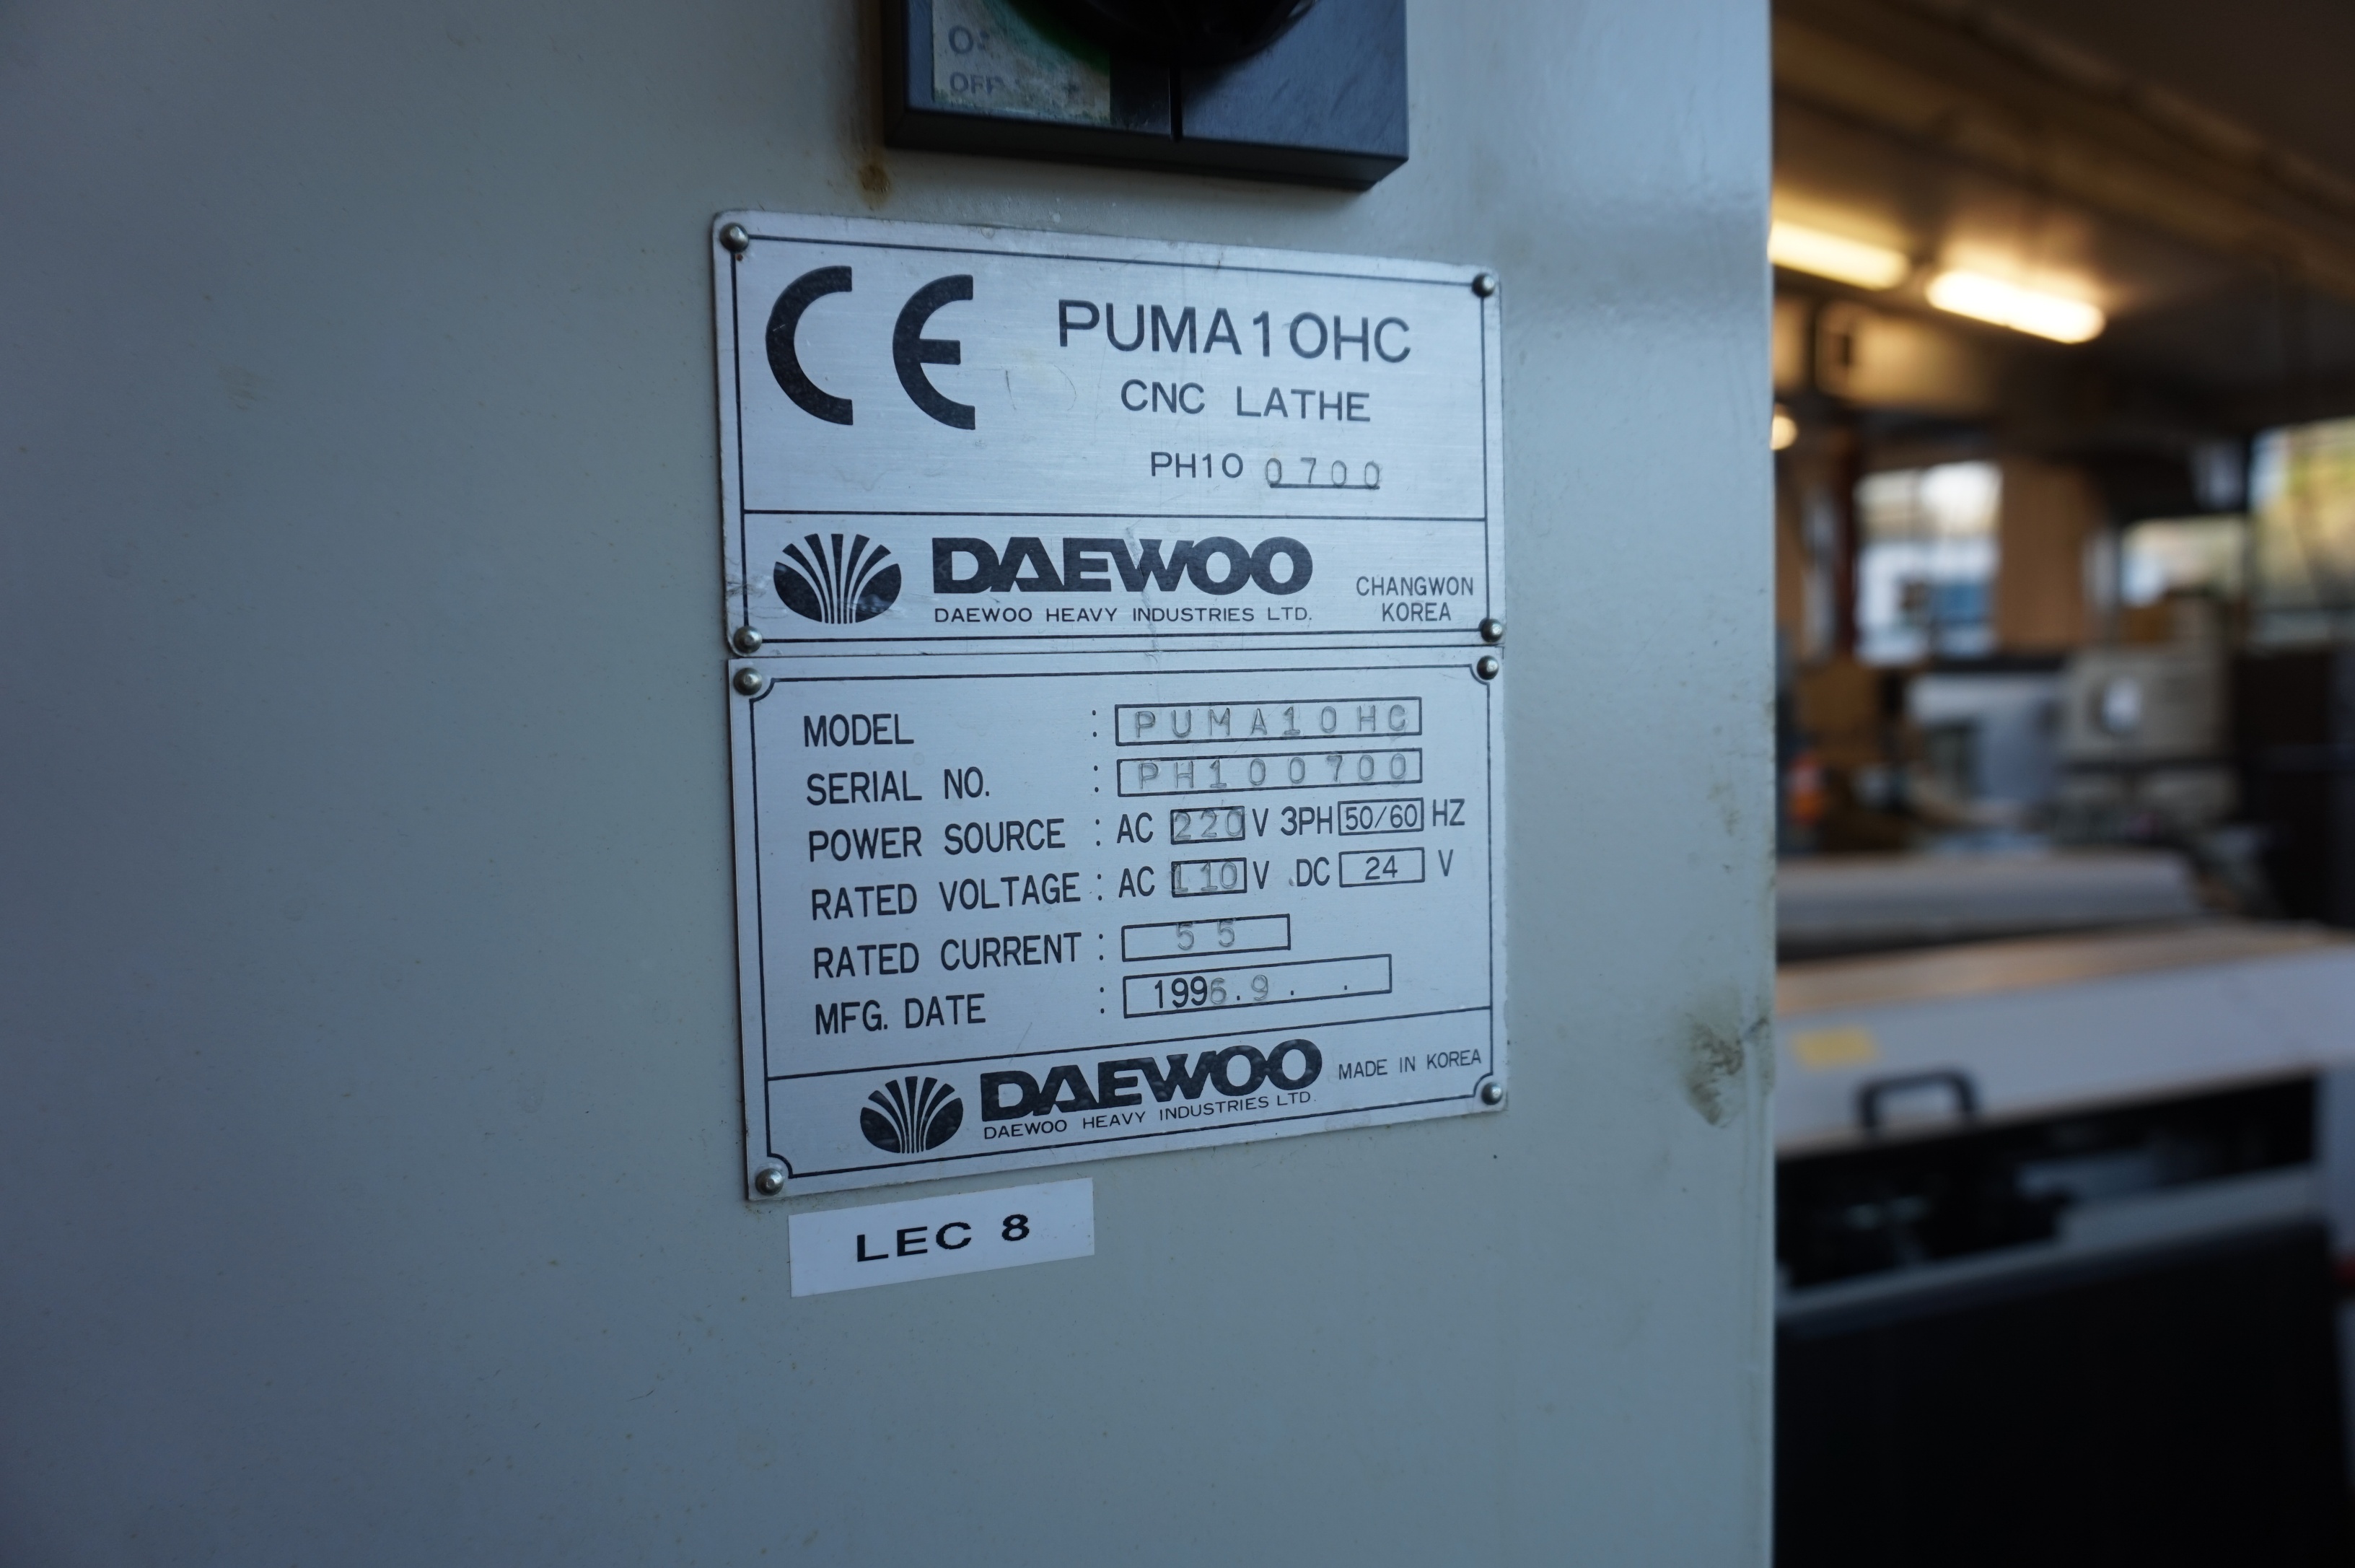 OFF
CE PUMA10HC
CNC LATHE
PH10 0700
DAEWOO
DAEWOO HEAVY INDUSTRIES LTD.
CHANGWON
KOREA
MODEL : PUMA10HC
SERIAL NO. : PH100700
POWER SOURCE : AC 220 V 3PH 50/60 HZ
RATED VOLTAGE : AC 110 V DC 24 V
RATED CURRENT : 55
MFG. DATE : 1996.9. .
DAEWOO
DAEWOO HEAVY INDUSTRIES LTD.
MADE IN KOREA
LEC 8